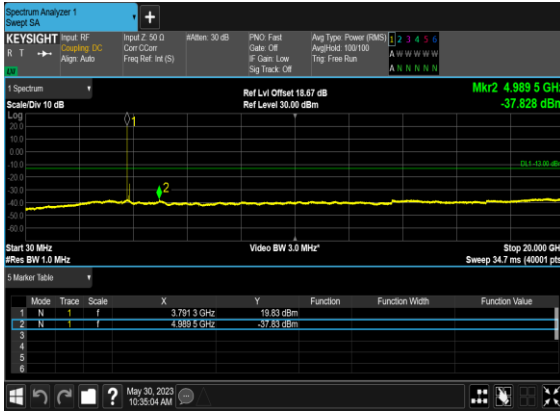 Spectrum Analyzer 1
Swept SA
+
KEYSIGHT Input: RF Input Z: 50 Ω #Atten: 30 dB PNO: Fast Avg Type: Power (RMS) 1 2 3 4 5 6
R T Coupling: DC Corr CCorr Gate: Off Avg|Hold: 100/100 A W W W W W
Align: Auto Freq Ref: Int (S) IF Gain: Low Trig: Free Run
Sig Track: Off A N N N N N
1 Spectrum Ref Lvl Offset 18.67 dB Mkr2 4.989 5 GHz
Scale/Div 10 dB Ref Level 30.00 dBm -37.828 dBm
Log
20.0
10.0
0.00
-10.0
-20.0
-30.0
-40.0
-50.0
-60.0
1
2
DL1 -13.00 dBm
Start 30 MHz Video BW 3.0 MHz* Stop 20.000 GHz
#Res BW 1.0 MHz Sweep 34.7 ms (40001 pts)
5 Marker Table
Mode Trace Scale X Y Function Function Width Function Value
1 N 1 f 3.791 3 GHz 19.83 dBm
2 N 1 f 4.989 5 GHz -37.83 dBm
3
4
5
6
? May 30, 2023
10:35:04 AM